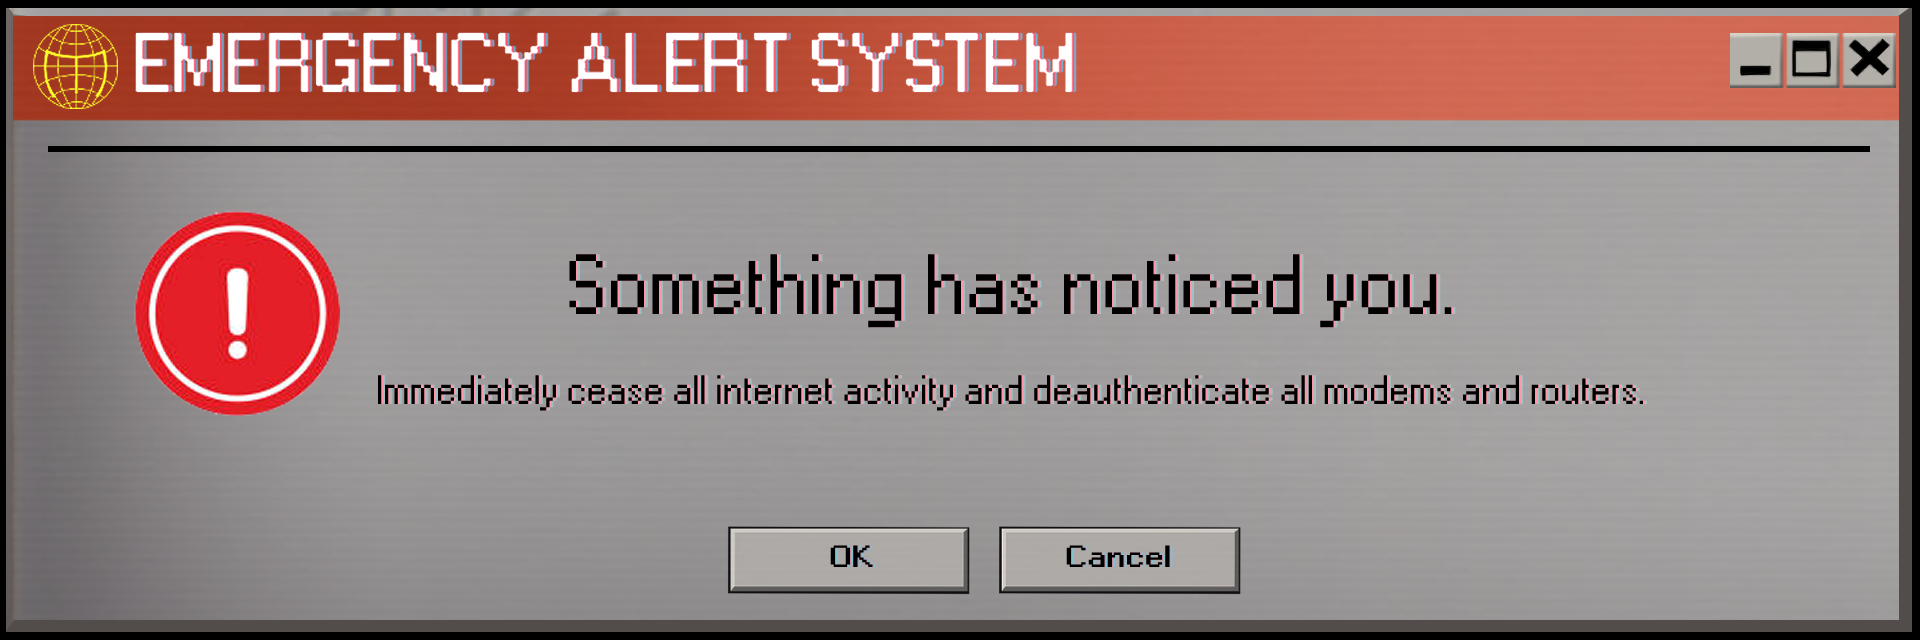 EMERGENCY ALERT SYSTEM
Something has noticed you.
Immediately cease all internet activity and deauthenticate all modems and routers.
OK
Cancel